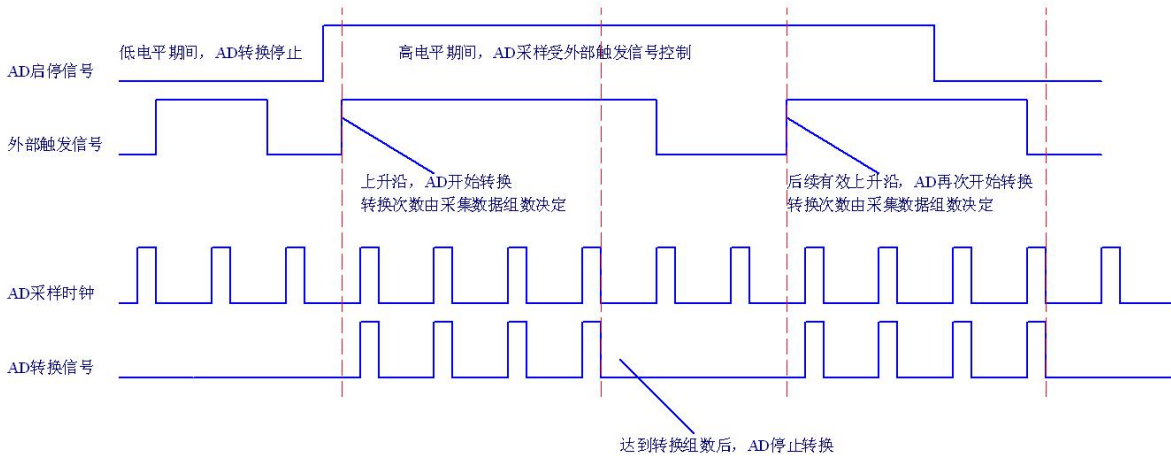 低电平期间，AD转换停止
高电平期间，AD采样受外部触发信号控制
AD启停信号
外部触发信号
上升沿，AD开始转换
转换次数由采集数据组数决定
后续有效上升沿，AD再次开始转换
转换次数由采集数据组数决定
AD采样时钟
AD转换信号
达到转换组数后，AD停止转换